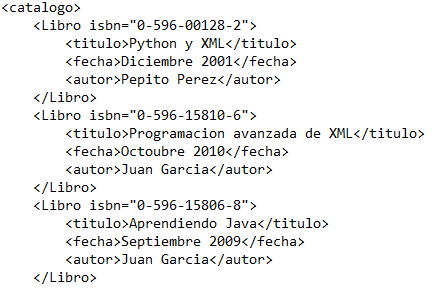 <catalogo>
    <Libro isbn="0-596-00128-2">
        <titulo>Python y XML</titulo>
        <fecha>Diciembre 2001</fecha>
        <autor>Pepito Perez</autor>
    </Libro>
    <Libro isbn="0-596-15810-6">
        <titulo>Programacion avanzada de XML</titulo>
        <fecha>Octoubre 2010</fecha>
        <autor>Juan Garcia</autor>
    </Libro>
    <Libro isbn="0-596-15806-8">
        <titulo>Aprendiendo Java</titulo>
        <fecha>Septiembre 2009</fecha>
        <autor>Juan Garcia</autor>
    </Libro>